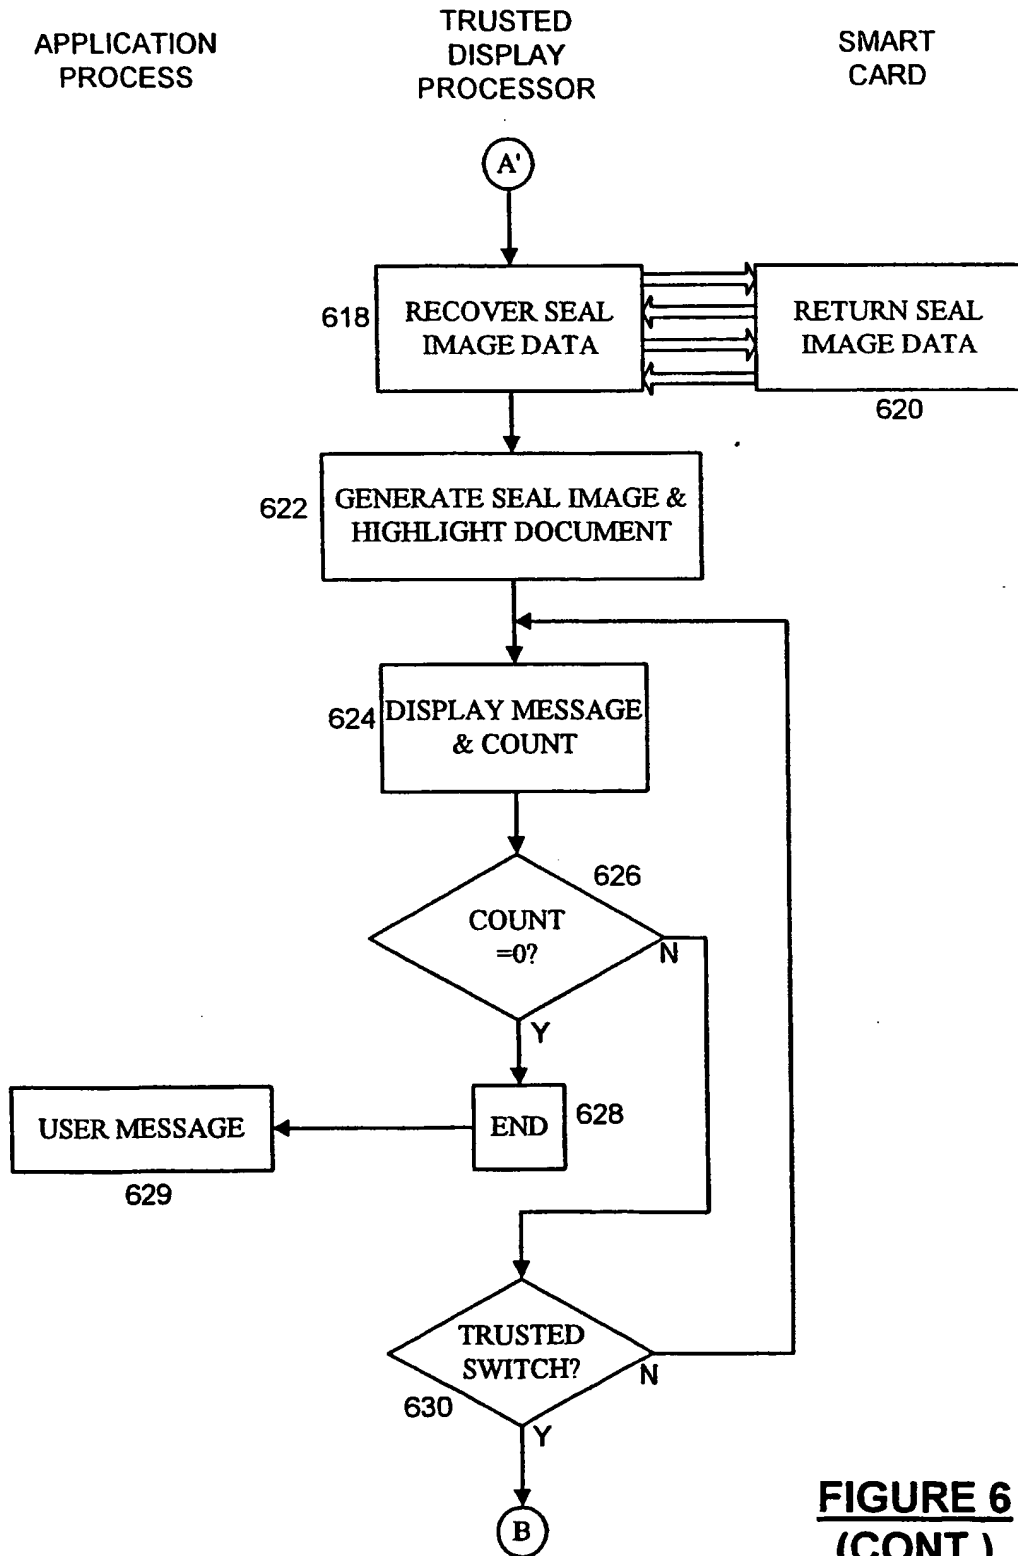 APPLICATION
PROCESS
TRUSTED
DISPLAY
PROCESSOR
SMART
CARD
A'
618
RECOVER SEAL
IMAGE DATA
RETURN SEAL
IMAGE DATA
620
622
GENERATE SEAL IMAGE &
HIGHLIGHT DOCUMENT
624
DISPLAY MESSAGE
& COUNT
626
COUNT
=0?
N
Y
USER MESSAGE
629
END
628
TRUSTED
SWITCH?
N
630
Y
B
FIGURE 6
(CONT.)